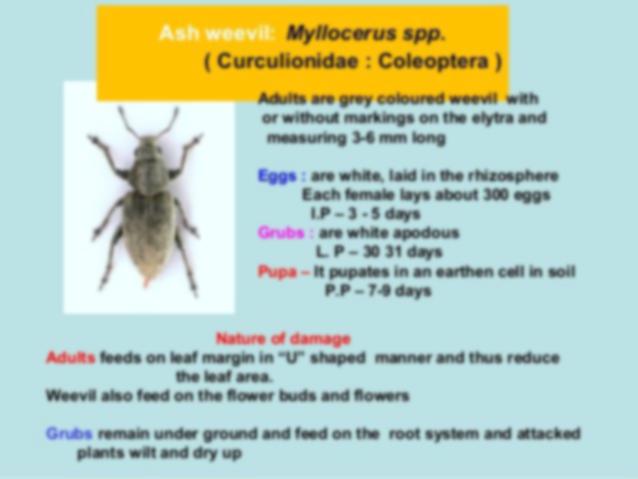 Ash weevil: Myllocerus spp.
( Curculionidae : Coleoptera )
Adults are grey coloured weevil with
or without markings on the elytra and
measuring 3-6 mm long
Eggs : are white, laid in the rhizosphere
Each female lays about 300 eggs
I.P – 3 - 5 days
Grubs : are white apodous
L. P – 30 31 days
Pupa – It pupates in an earthen cell in soil
P.P – 7-9 days
Nature of damage
Adults feeds on leaf margin in “U” shaped manner and thus reduce
the leaf area.
Weevil also feed on the flower buds and flowers
Grubs remain under ground and feed on the root system and attacked
plants wilt and dry up